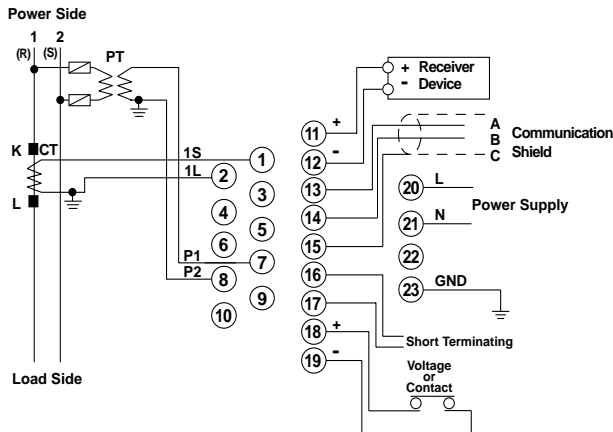 Power Side
1 2
(R) (S)
PT
K CT
L
1S
1L
P1
P2
Load Side
1
2
3
4
5
6
7
8
9
10
+ Receiver
- Device
11 +
12 -
13
14
15
16
17
18 +
19 -
A
B
C
Communication
Shield
20 L
21 N
Power Supply
22
23 GND
Short Terminating
Voltage
or
Contact